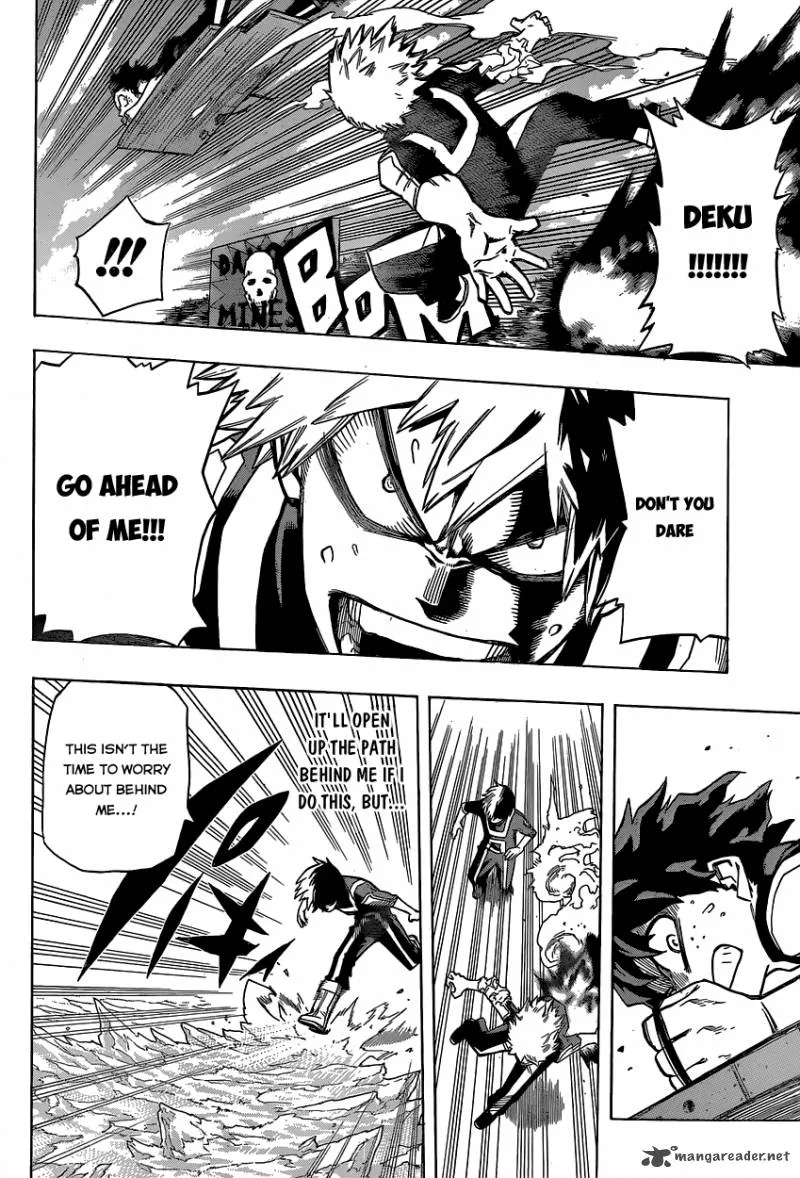 DEKU
!!!!!!!
!!!
DANG
MINES
BOOM
DON'T YOU
DARE
GO AHEAD
OF ME!!!
IT'LL OPEN
UP THE PATH
BEHIND ME IF I
DO THIS, BUT...
THIS ISN'T THE
TIME TO WORRY
ABOUT BEHIND
ME...!
mangareader.net